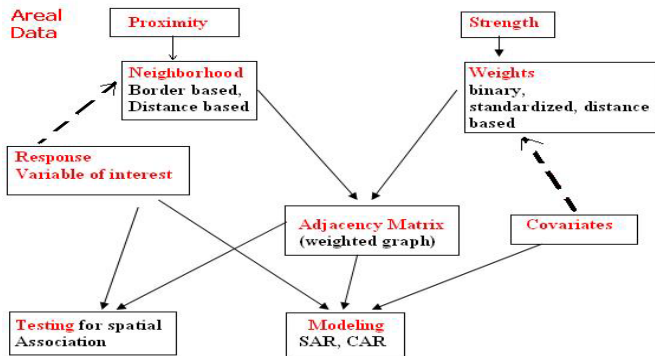 Areal
Data
Proximity
Strength
Neighborhood
Border based,
Distance based
Weights
binary,
standardized, distance
based
Response
Variable of interest
Adjacency Matrix
(weighted graph)
Covariates
Testing for spatial
Association
Modeling
SAR, CAR